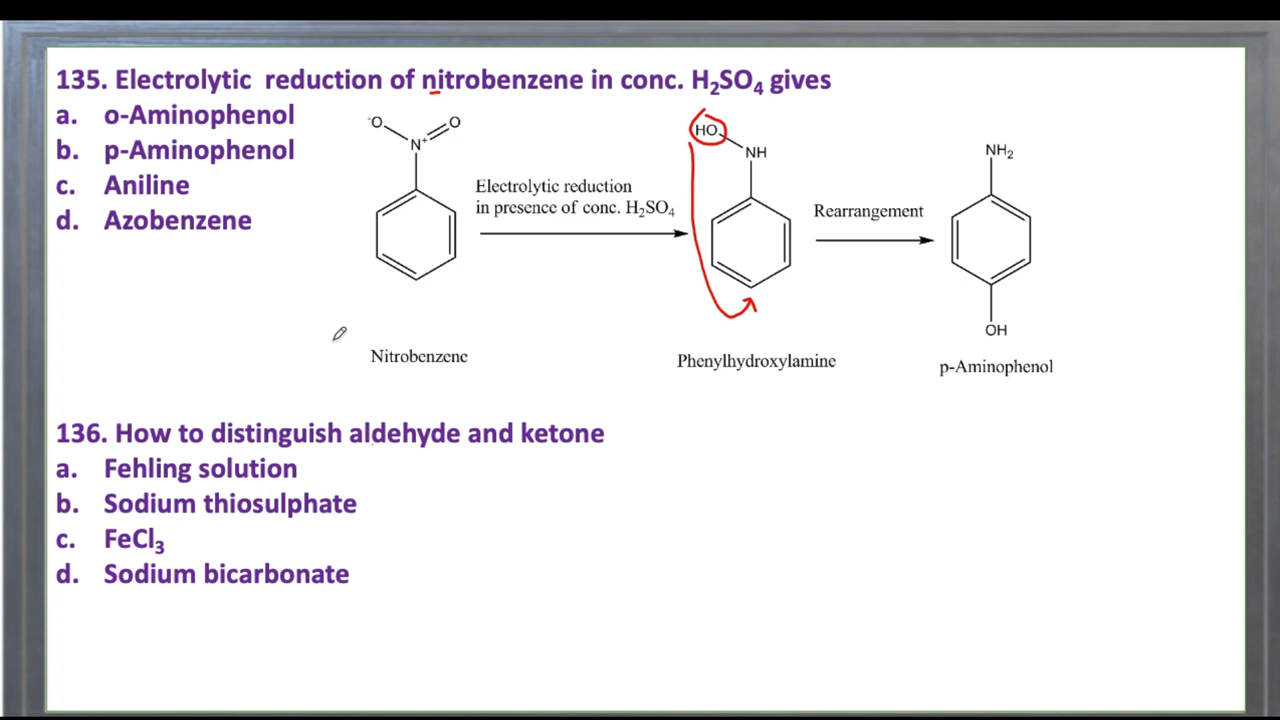 135. Electrolytic reduction of nitrobenzene in conc. H₂SO₄ gives
a. o-Aminophenol
b. p-Aminophenol
c. Aniline
d. Azobenzene
⁻O O
N⁺
Nitrobenzene
Electrolytic reduction
in presence of conc. H₂SO₄
HO
NH
Phenylhydroxylamine
Rearrangement
NH₂
OH
p-Aminophenol
136. How to distinguish aldehyde and ketone
a. Fehling solution
b. Sodium thiosulphate
c. FeCl₃
d. Sodium bicarbonate